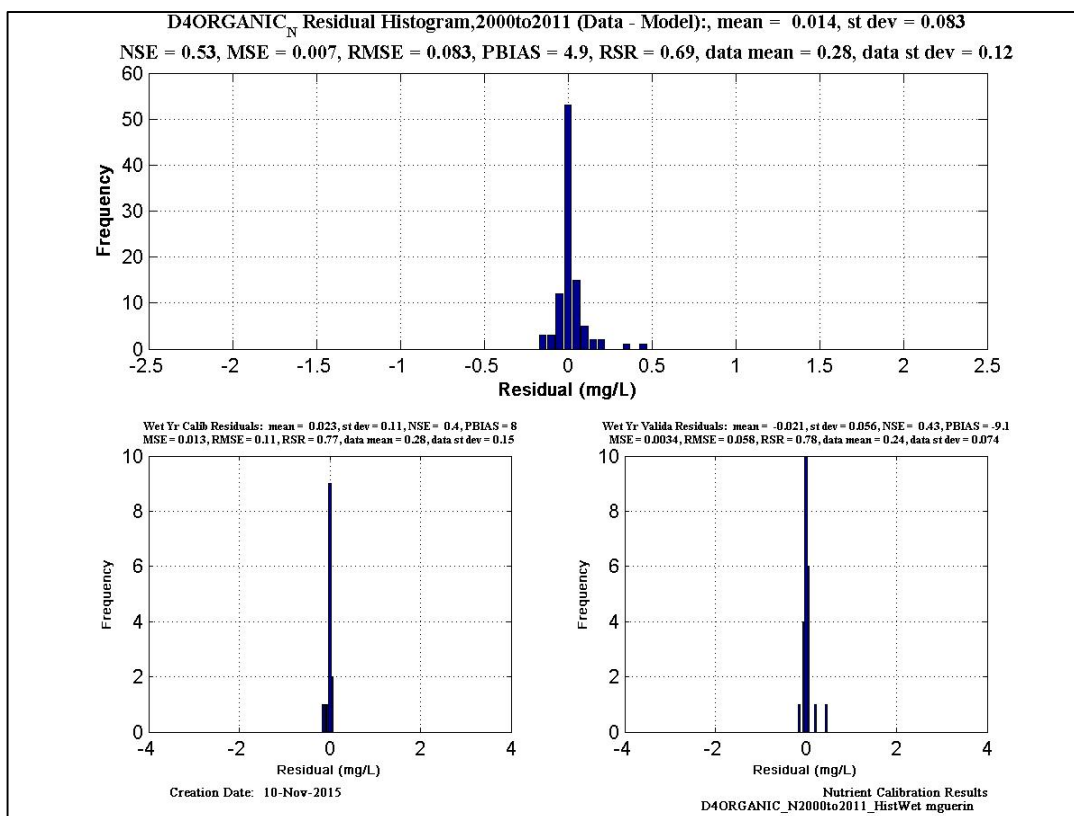 D4ORGANIC_N Residual Histogram,2000to2011 (Data - Model):, mean = 0.014, st dev = 0.083
NSE = 0.53, MSE = 0.007, RMSE = 0.083, PBIAS = 4.9, RSR = 0.69, data mean = 0.28, data st dev = 0.12
60
50
40
30
20
10
0
Frequency
-2.5 -2 -1.5 -1 -0.5 0 0.5 1 1.5 2 2.5
Residual (mg/L)
Wet Yr Calib Residuals: mean = 0.023, st dev = 0.11, NSE = 0.4, PBIAS = 8
MSE = 0.013, RMSE = 0.11, RSR = 0.77, data mean = 0.28, data st dev = 0.15
10
8
6
4
2
0
Frequency
-4 -2 0 2 4
Residual (mg/L)
Wet Yr Valida Residuals: mean = -0.021, st dev = 0.056, NSE = 0.43, PBIAS = -9.1
MSE = 0.0034, RMSE = 0.058, RSR = 0.78, data mean = 0.24, data st dev = 0.074
10
8
6
4
2
0
Frequency
-4 -2 0 2 4
Residual (mg/L)
Creation Date: 10-Nov-2015
Nutrient Calibration Results
D4ORGANIC_N2000to2011_HistWet mguerin